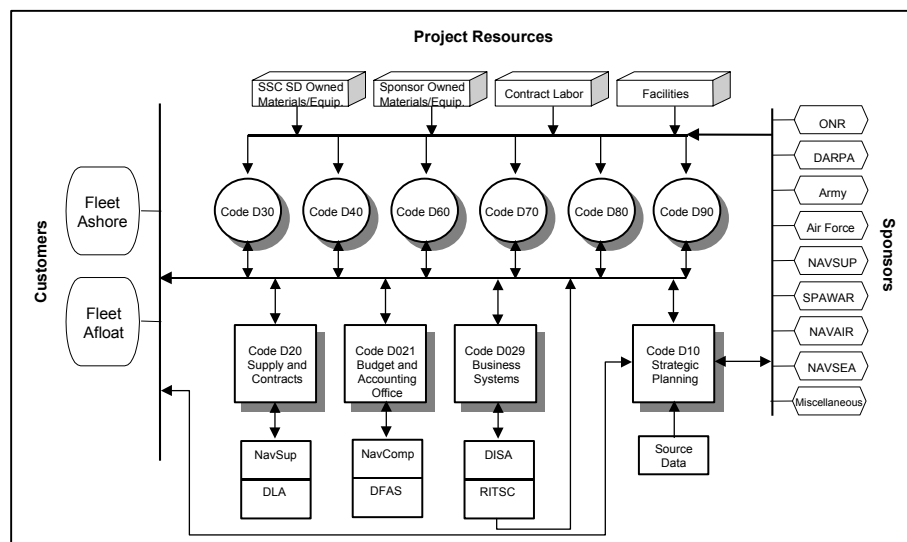 Project Resources
SSC SD Owned
Materials/Equip.
Sponsor Owned
Materials/Equip.
Contract Labor
Facilities
Customers
Fleet
Ashore
Fleet
Afloat
Code D30
Code D40
Code D60
Code D70
Code D80
Code D90
Code D20
Supply and
Contracts
Code D021
Budget and
Accounting
Office
Code D029
Business
Systems
Code D10
Strategic
Planning
NavSup
DLA
NavComp
DFAS
DISA
RITSC
Source
Data
ONR
DARPA
Army
Air Force
NAVSUP
SPAWAR
NAVAIR
NAVSEA
Miscellaneous
Sponsors